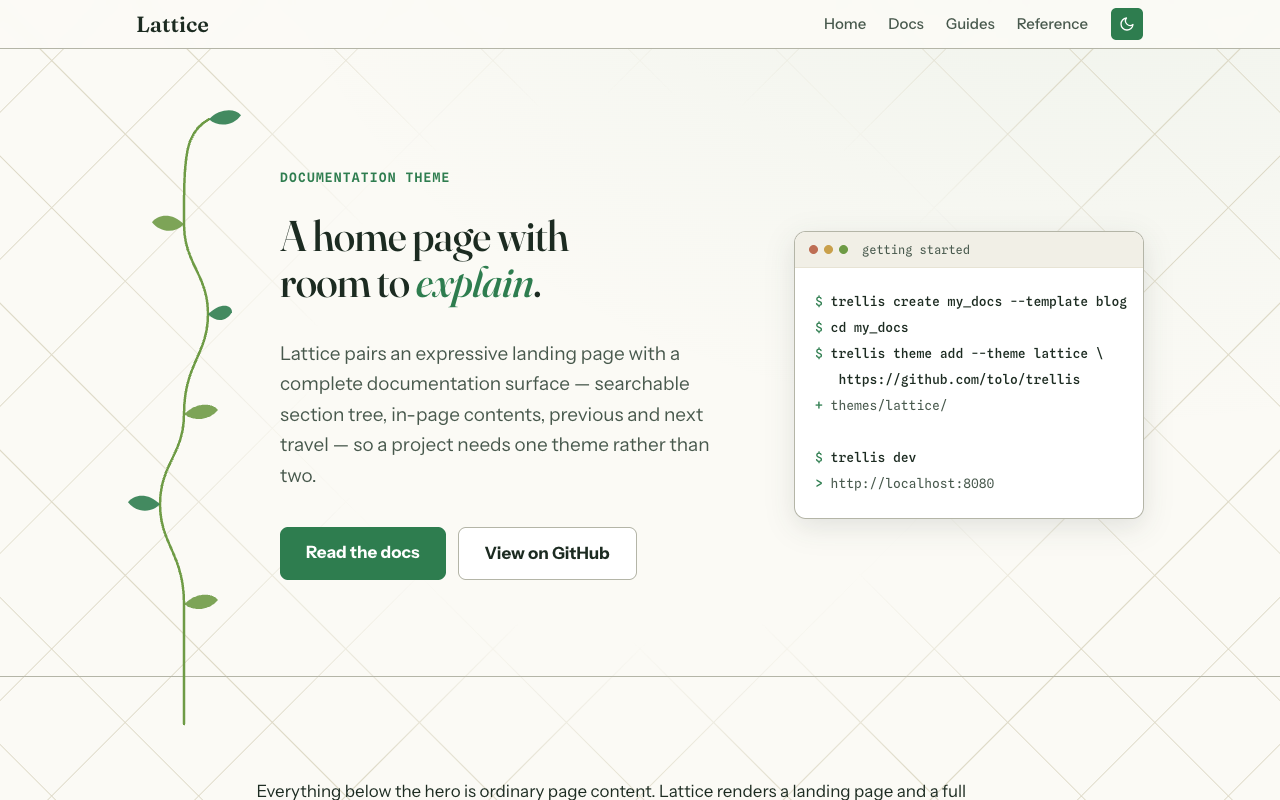 Lattice
Home
Docs
Guides
Reference
DOCUMENTATION THEME
A home page with
room to explain.
Lattice pairs an expressive landing page with a
complete documentation surface — searchable
section tree, in-page contents, previous and next
travel — so a project needs one theme rather than
two.
Read the docs
View on GitHub
getting started
$ trellis create my_docs --template blog
$ cd my_docs
$ trellis theme add --theme lattice \
https://github.com/tolo/trellis
+ themes/lattice/
$ trellis dev
> http://localhost:8080
Everything below the hero is ordinary page content. Lattice renders a landing page and a full